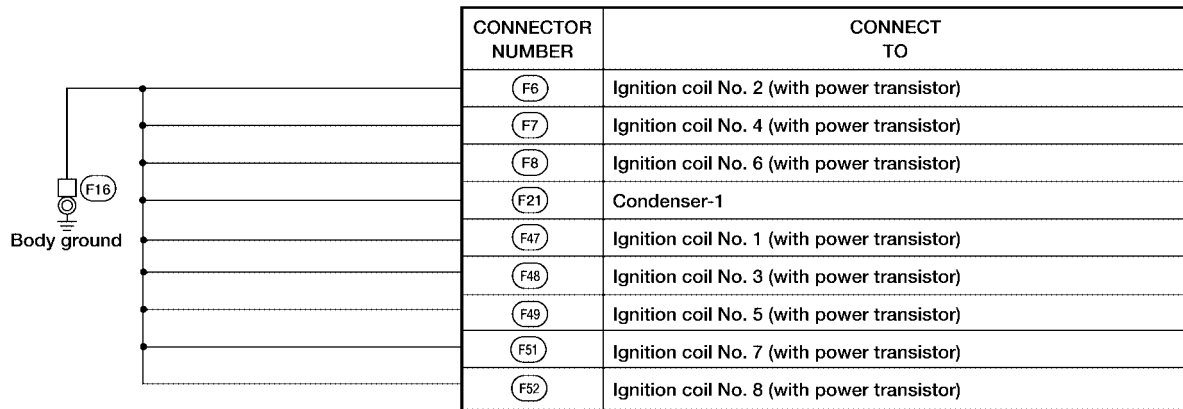 CONNECTOR NUMBER
CONNECT TO
F6 Ignition coil No. 2 (with power transistor)
F7 Ignition coil No. 4 (with power transistor)
F8 Ignition coil No. 6 (with power transistor)
F16
F21 Condenser-1
Body ground
F47 Ignition coil No. 1 (with power transistor)
F48 Ignition coil No. 3 (with power transistor)
F49 Ignition coil No. 5 (with power transistor)
F51 Ignition coil No. 7 (with power transistor)
F52 Ignition coil No. 8 (with power transistor)